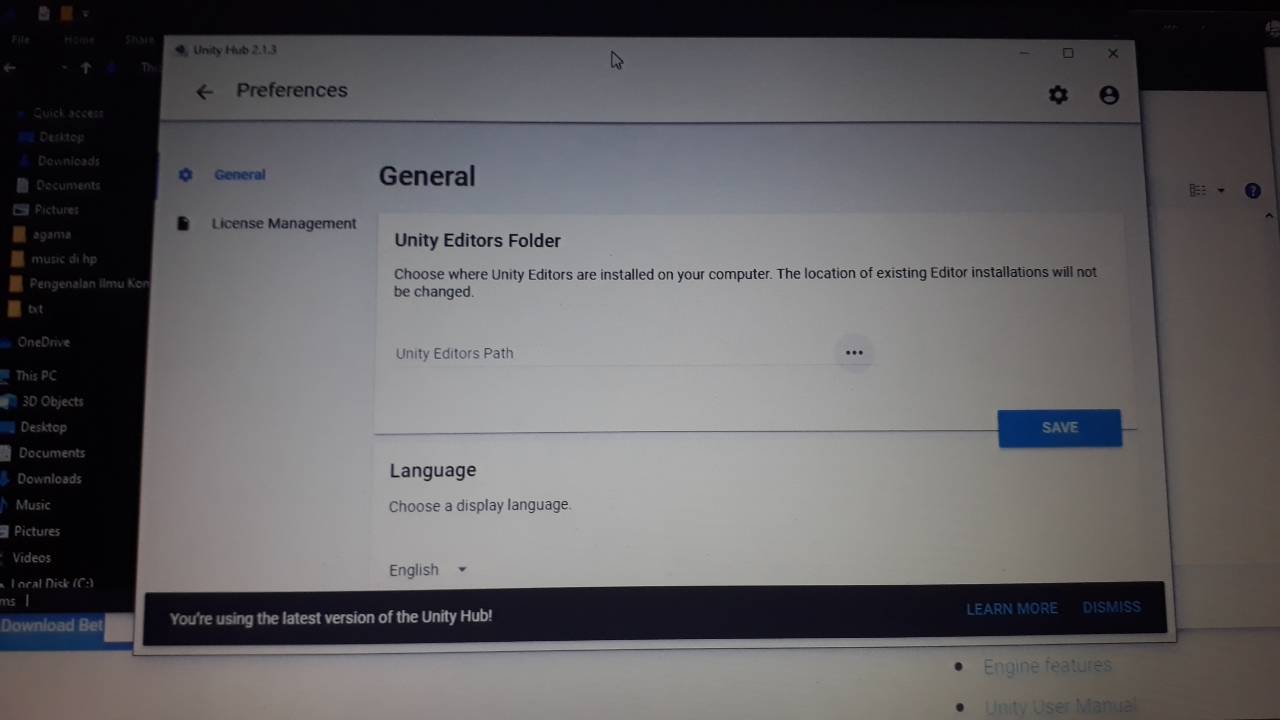 File Home Share
Unity Hub 2.1.3
Preferences
Quick access
Desktop
Downloads
Documents
Pictures
agama
music di hp
Pengenalan Ilmu Kom
txt
OneDrive
This PC
3D Objects
Desktop
Documents
Downloads
Music
Pictures
Videos
Local Disk (C:)
General
License Management
General
Unity Editors Folder
Choose where Unity Editors are installed on your computer. The location of existing Editor installations will not
be changed.
Unity Editors Path
SAVE
Language
Choose a display language.
English
You're using the latest version of the Unity Hub!
LEARN MORE DISMISS
Download Bet
Engine features
Unity User Manual